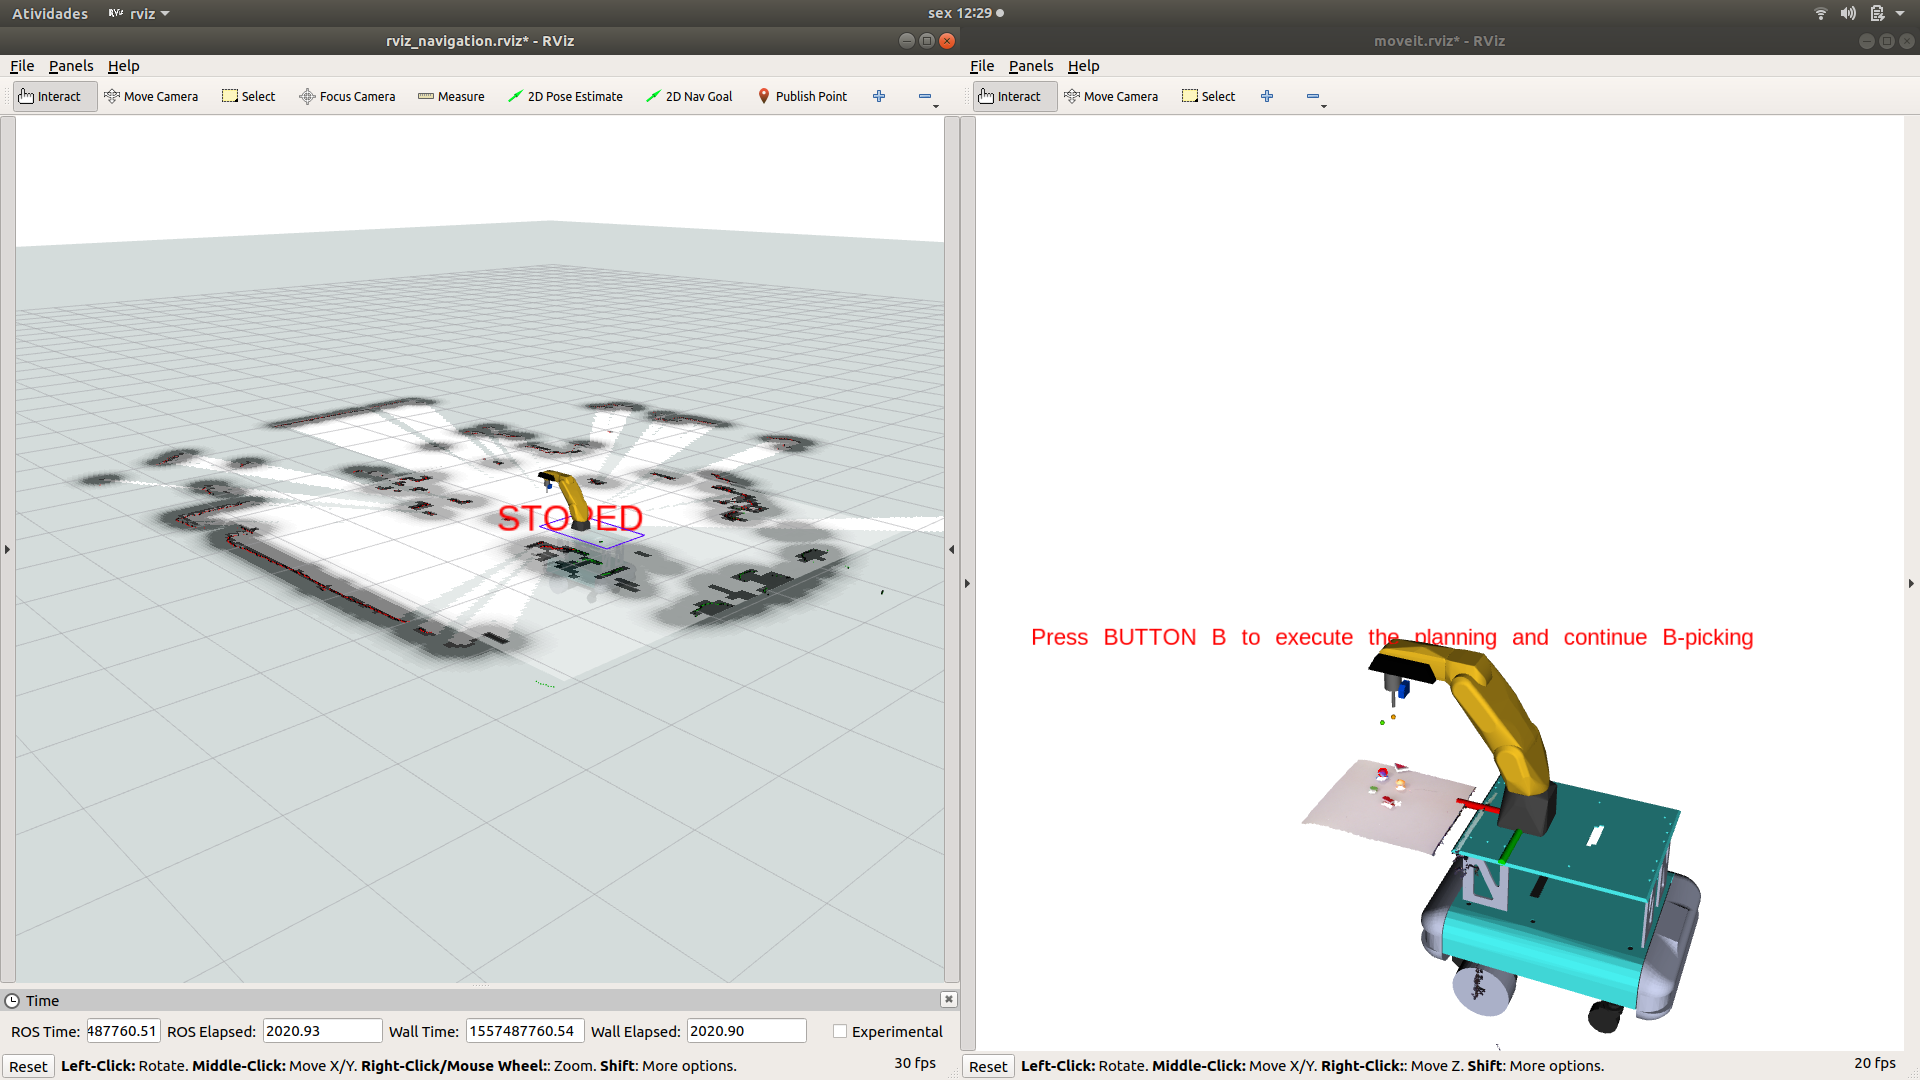 Atividades rviz sex 12:29
rviz_navigation.rviz* - RViz
File Panels Help
Interact Move Camera Select Focus Camera Measure 2D Pose Estimate 2D Nav Goal Publish Point
STOPED
Time
ROS Time: 487760.51 ROS Elapsed: 2020.93 Wall Time: 1557487760.54 Wall Elapsed: 2020.90 Experimental
Reset Left-Click: Rotate. Middle-Click: Move X/Y. Right-Click/Mouse Wheel:: Zoom. Shift: More options. 30 fps
moveit.rviz* - RViz
File Panels Help
Interact Move Camera Select
Press BUTTON B to execute the planning and continue B-picking
Reset Left-Click: Rotate. Middle-Click: Move X/Y. Right-Click:: Move Z. Shift: More options. 20 fps